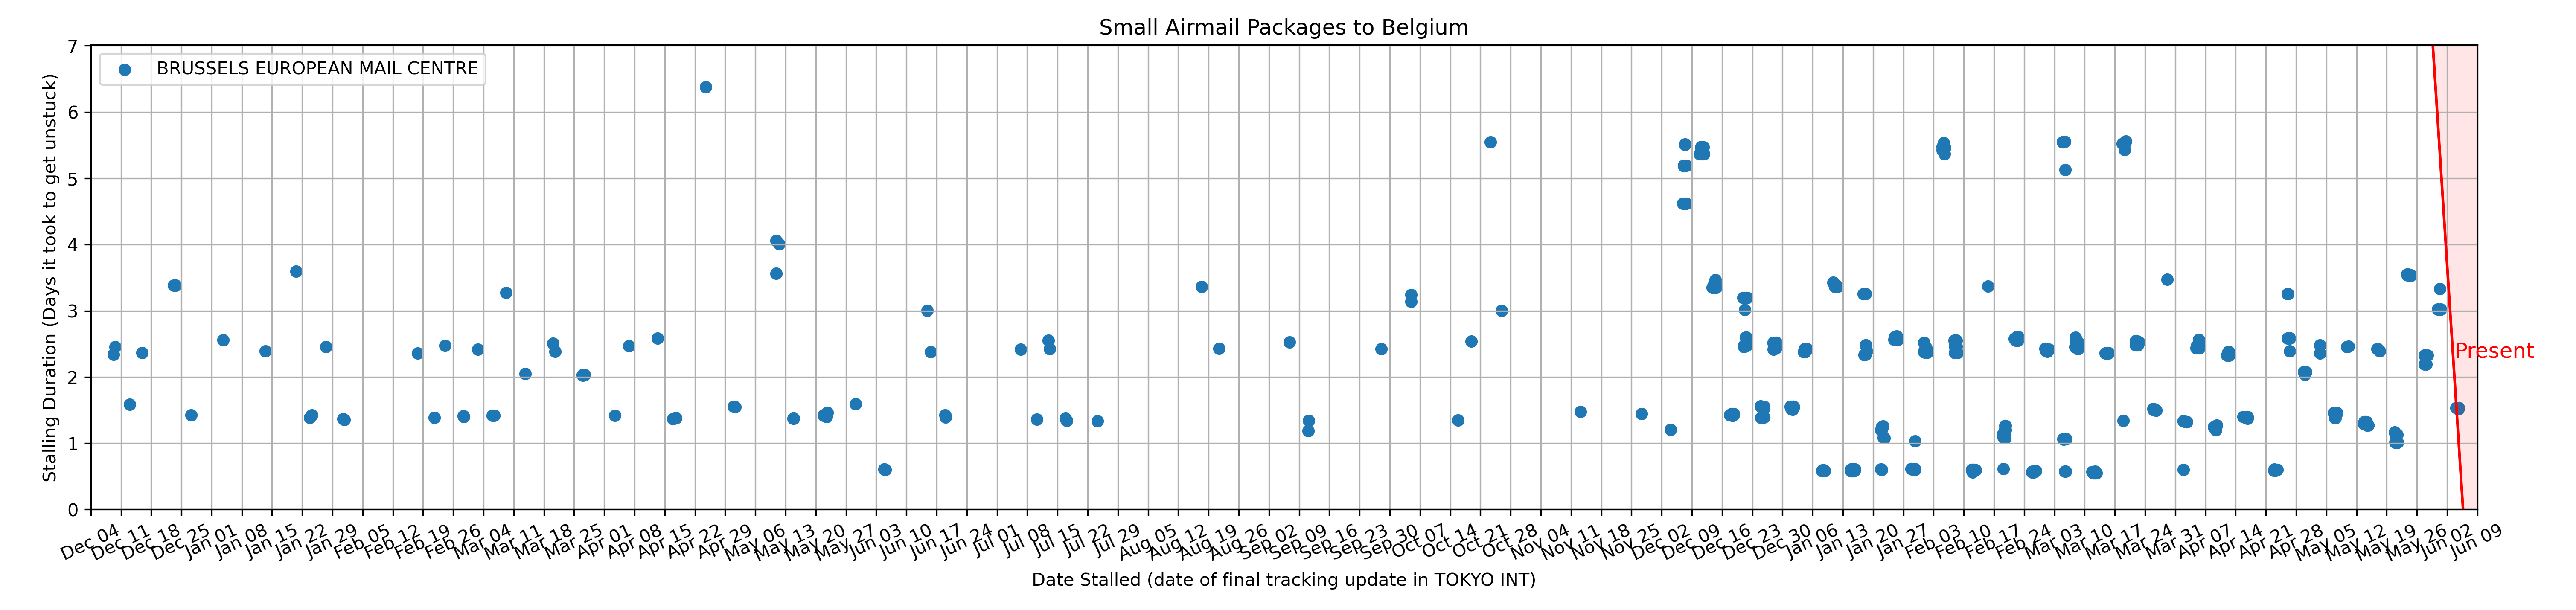 Small Airmail Packages to Belgium
BRUSSELS EUROPEAN MAIL CENTRE
Stalling Duration (Days it took to get unstuck)
7
6
5
4
3
2
1
0
Present
Dec 04 Dec 11 Dec 18 Dec 25 Jan 01 Jan 08 Jan 15 Jan 22 Jan 29 Feb 05 Feb 12 Feb 19 Feb 26 Mar 04 Mar 11 Mar 18 Mar 25 Apr 01 Apr 08 Apr 15 Apr 22 Apr 29 May 06 May 13 May 20 May 27 Jun 03 Jun 10 Jun 17 Jun 24 Jul 01 Jul 08 Jul 15 Jul 22 Jul 29 Aug 05 Aug 12 Aug 19 Aug 26 Sep 02 Sep 09 Sep 16 Sep 23 Sep 30 Oct 07 Oct 14 Oct 21 Oct 28 Nov 04 Nov 11 Nov 18 Nov 25 Dec 02 Dec 09 Dec 16 Dec 23 Dec 30 Jan 06 Jan 13 Jan 20 Jan 27 Feb 03 Feb 10 Feb 17 Feb 24 Mar 03 Mar 10 Mar 17 Mar 24 Mar 31 Apr 07 Apr 14 Apr 21 Apr 28 May 05 May 12 May 19 May 26 Jun 02 Jun 09
Date Stalled (date of final tracking update in TOKYO INT)